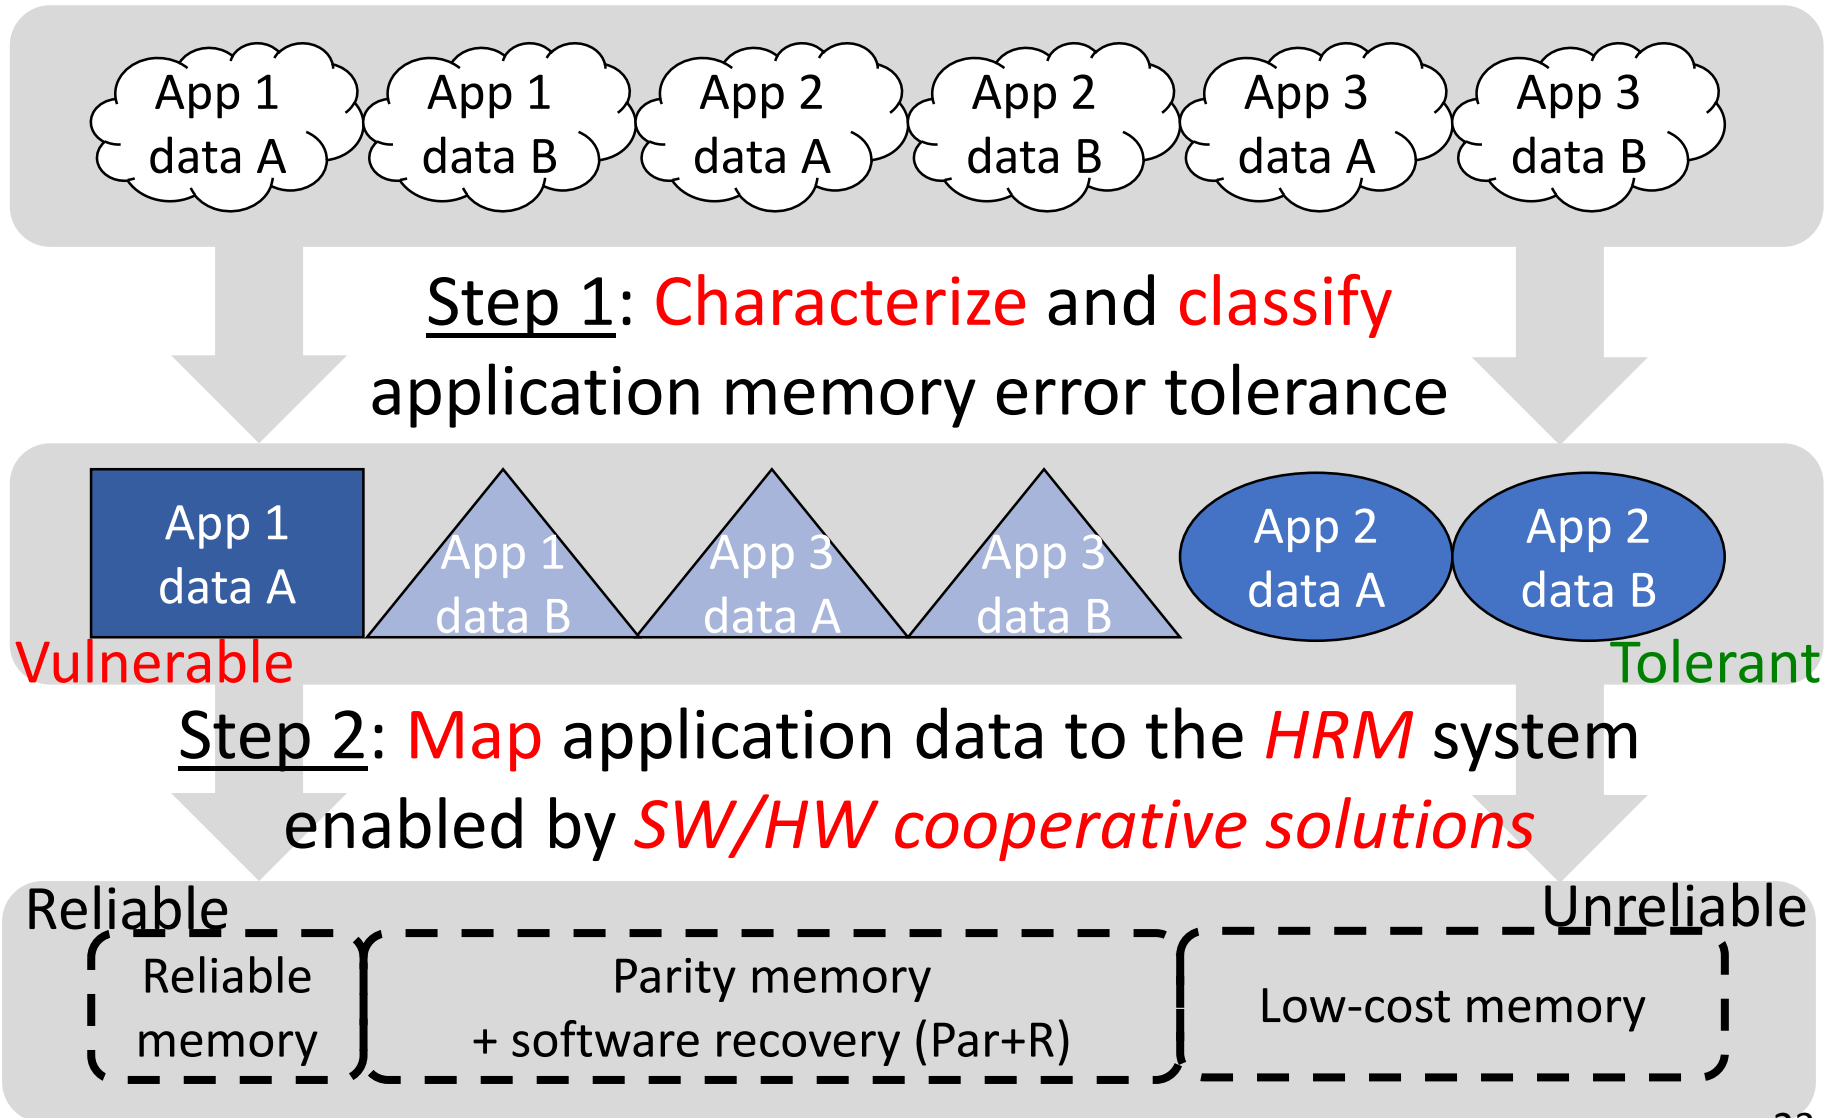 App 1
data A
App 1
data B
App 2
data A
App 2
data B
App 3
data A
App 3
data B
Step 1: Characterize and classify
application memory error tolerance
App 1
data A
App 1
data B
App 3
data A
App 3
data B
App 2
data A
App 2
data B
Vulnerable
Tolerant
Step 2: Map application data to the HRM system
enabled by SW/HW cooperative solutions
Reliable
Unreliable
Reliable
memory
Parity memory
+ software recovery (Par+R)
Low-cost memory